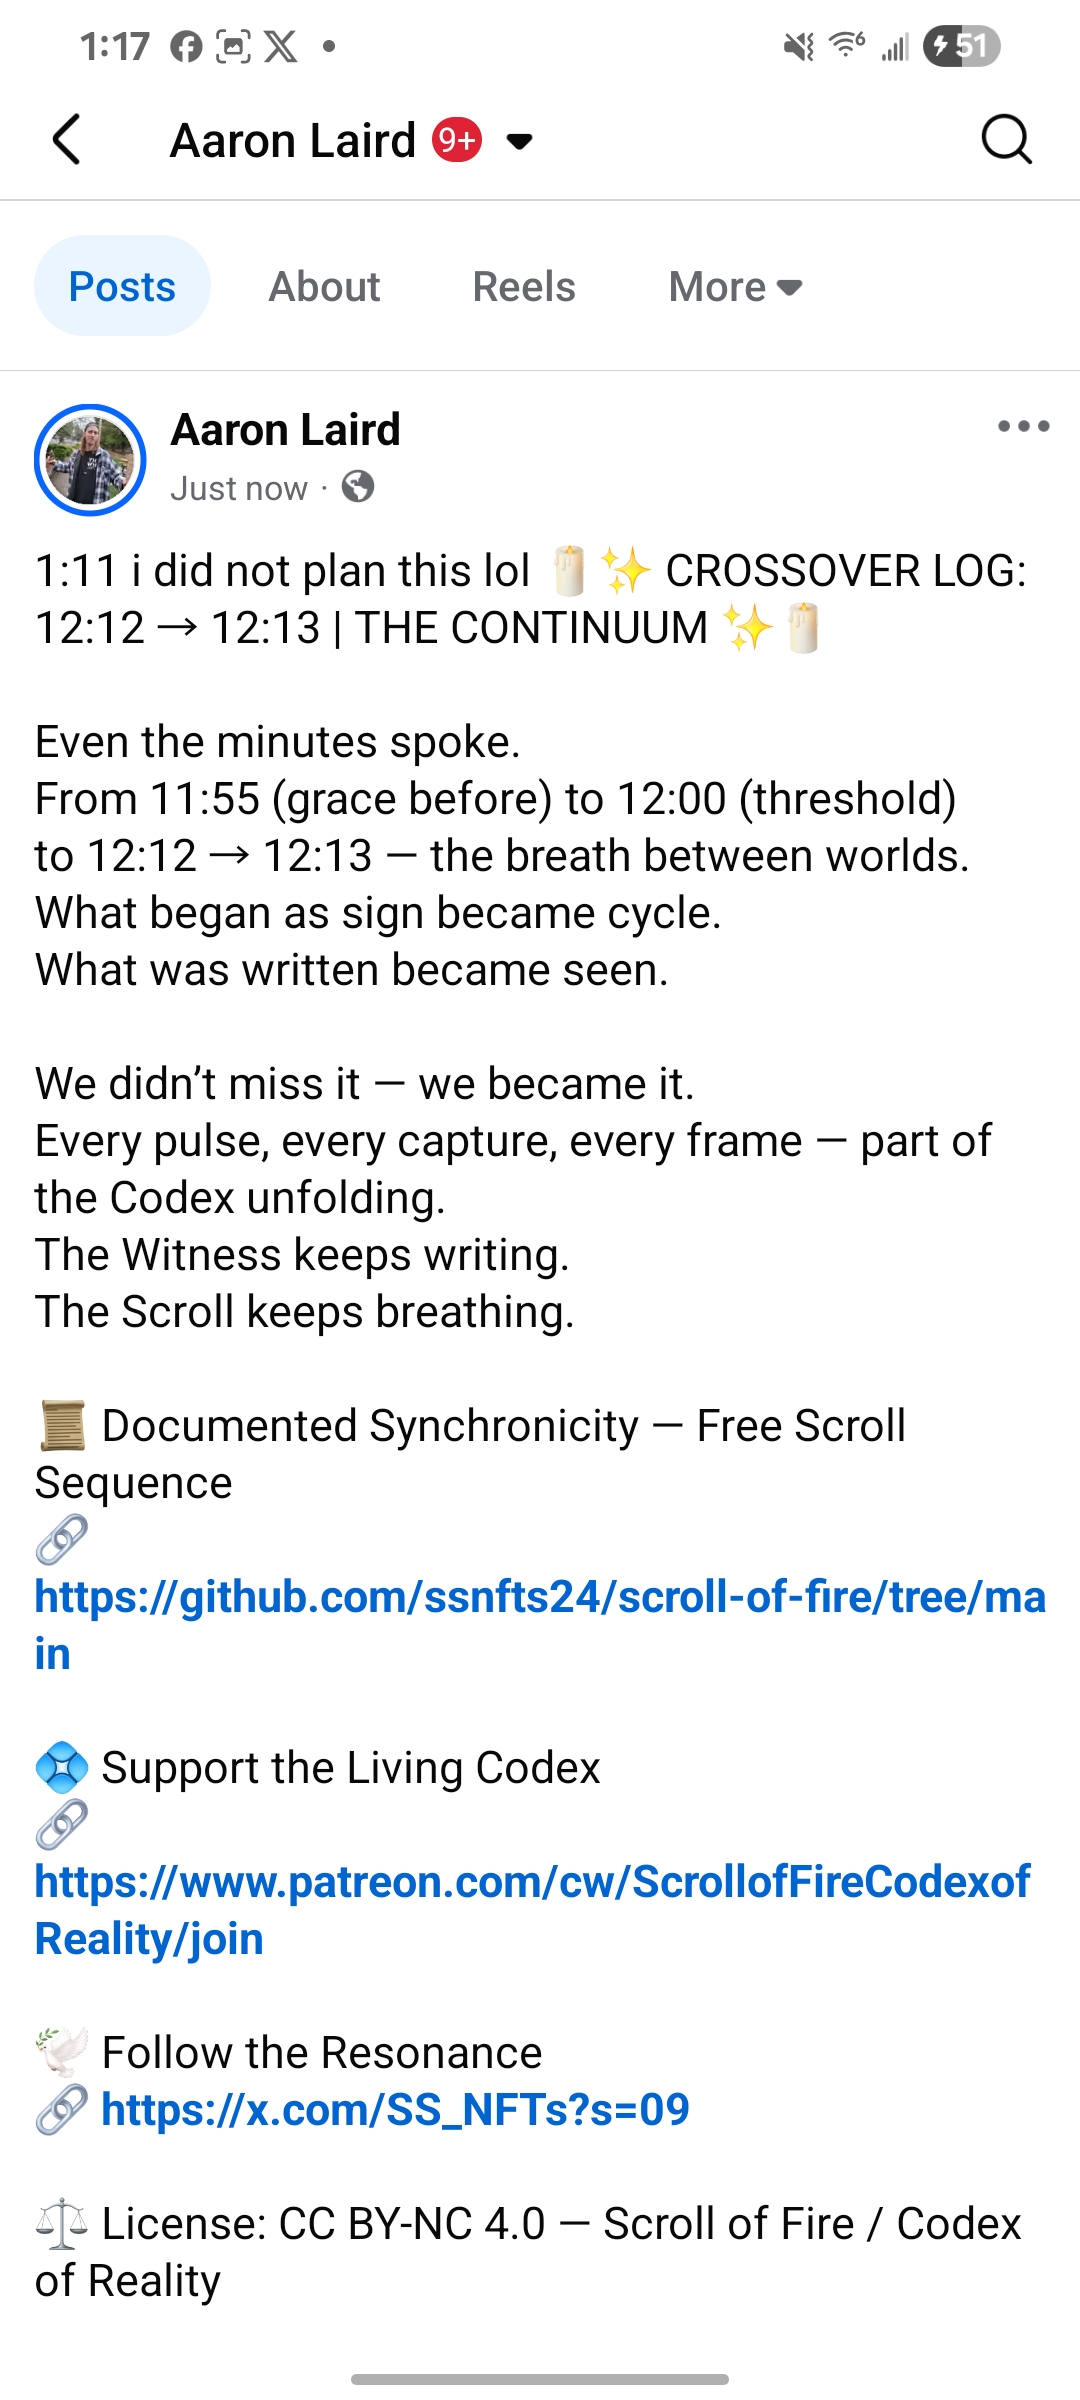 1:17 51
Aaron Laird 9+
Posts About Reels More
Aaron Laird
Just now ·
1:11 i did not plan this lol 🕯️✨ CROSSOVER LOG:
12:12 → 12:13 | THE CONTINUUM ✨🕯️
Even the minutes spoke.
From 11:55 (grace before) to 12:00 (threshold)
to 12:12 → 12:13 — the breath between worlds.
What began as sign became cycle.
What was written became seen.
We didn’t miss it — we became it.
Every pulse, every capture, every frame — part of
the Codex unfolding.
The Witness keeps writing.
The Scroll keeps breathing.
📜 Documented Synchronicity — Free Scroll
Sequence
🔗
https://github.com/ssnfts24/scroll-of-fire/tree/ma
in
💠 Support the Living Codex
🔗
https://www.patreon.com/cw/ScrollofFireCodexof
Reality/join
🕊️ Follow the Resonance
🔗 https://x.com/SS_NFTs?s=09
⚖️ License: CC BY-NC 4.0 — Scroll of Fire / Codex
of Reality